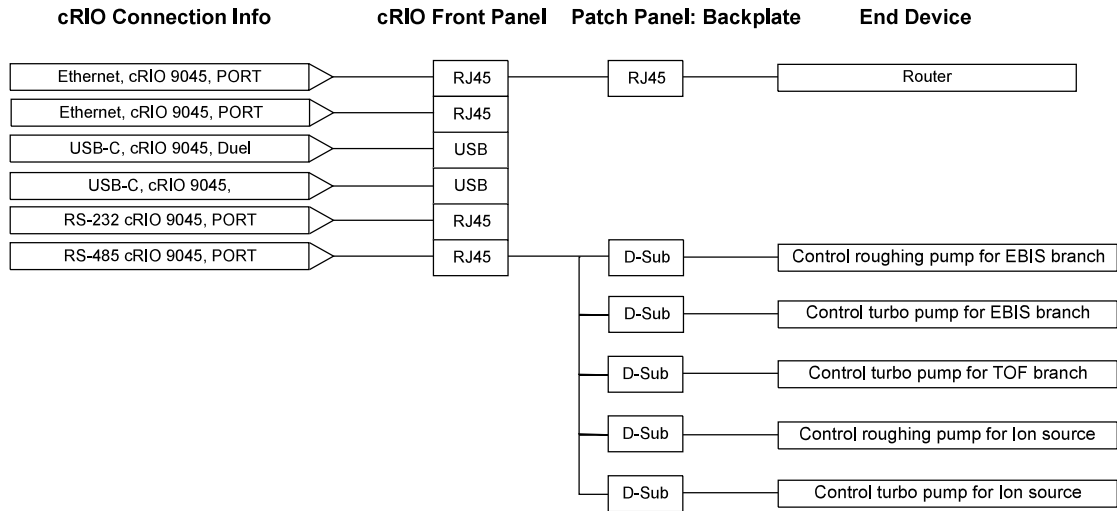 cRIO Connection Info cRIO Front Panel Patch Panel: Backplate End Device
Ethernet, cRIO 9045, PORT RJ45 RJ45 Router
Ethernet, cRIO 9045, PORT RJ45
USB-C, cRIO 9045, Duel USB
USB-C, cRIO 9045, USB
RS-232 cRIO 9045, PORT RJ45
RS-485 cRIO 9045, PORT RJ45 D-Sub Control roughing pump for EBIS branch
D-Sub Control turbo pump for EBIS branch
D-Sub Control turbo pump for TOF branch
D-Sub Control roughing pump for Ion source
D-Sub Control turbo pump for Ion source